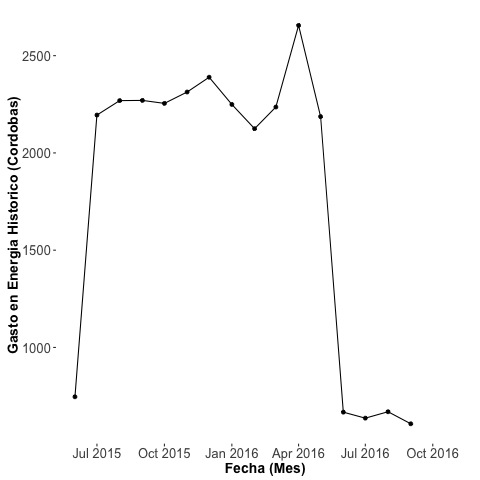 Gasto en Energia Historico (Cordobas)
2500
2000
1500
1000
Jul 2015 Oct 2015 Jan 2016 Apr 2016 Jul 2016 Oct 2016
Fecha (Mes)